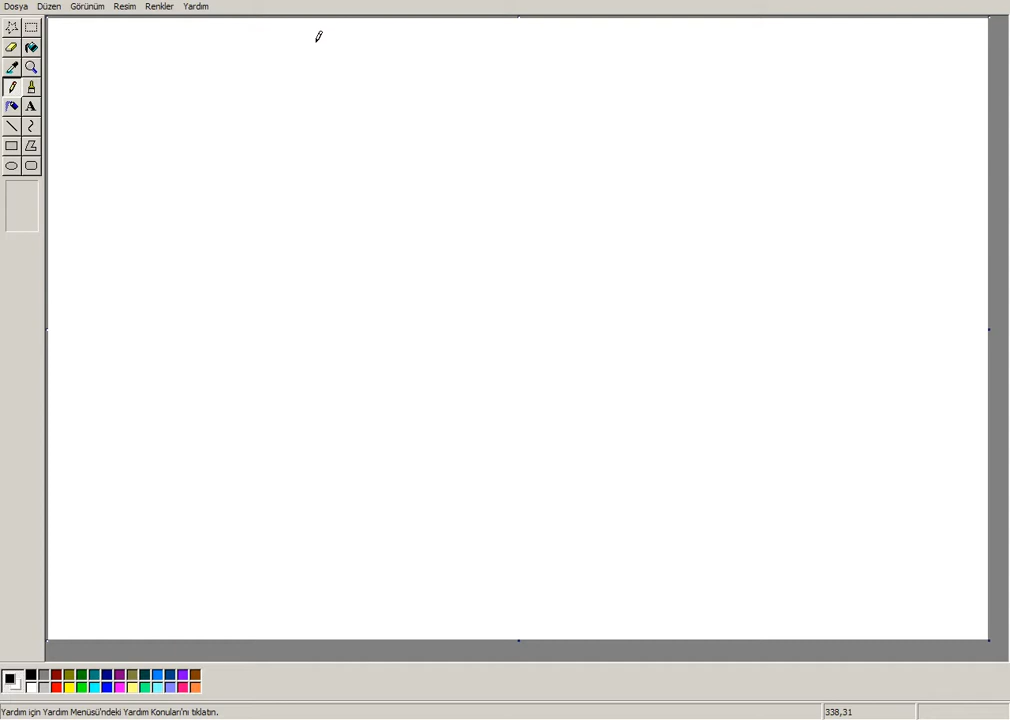 Dosya Düzen Görünüm Resim Renkler Yardım
A
Yardım için Yardım Menüsü'ndeki Yardım Konuları'nı tıklatın. 338,31